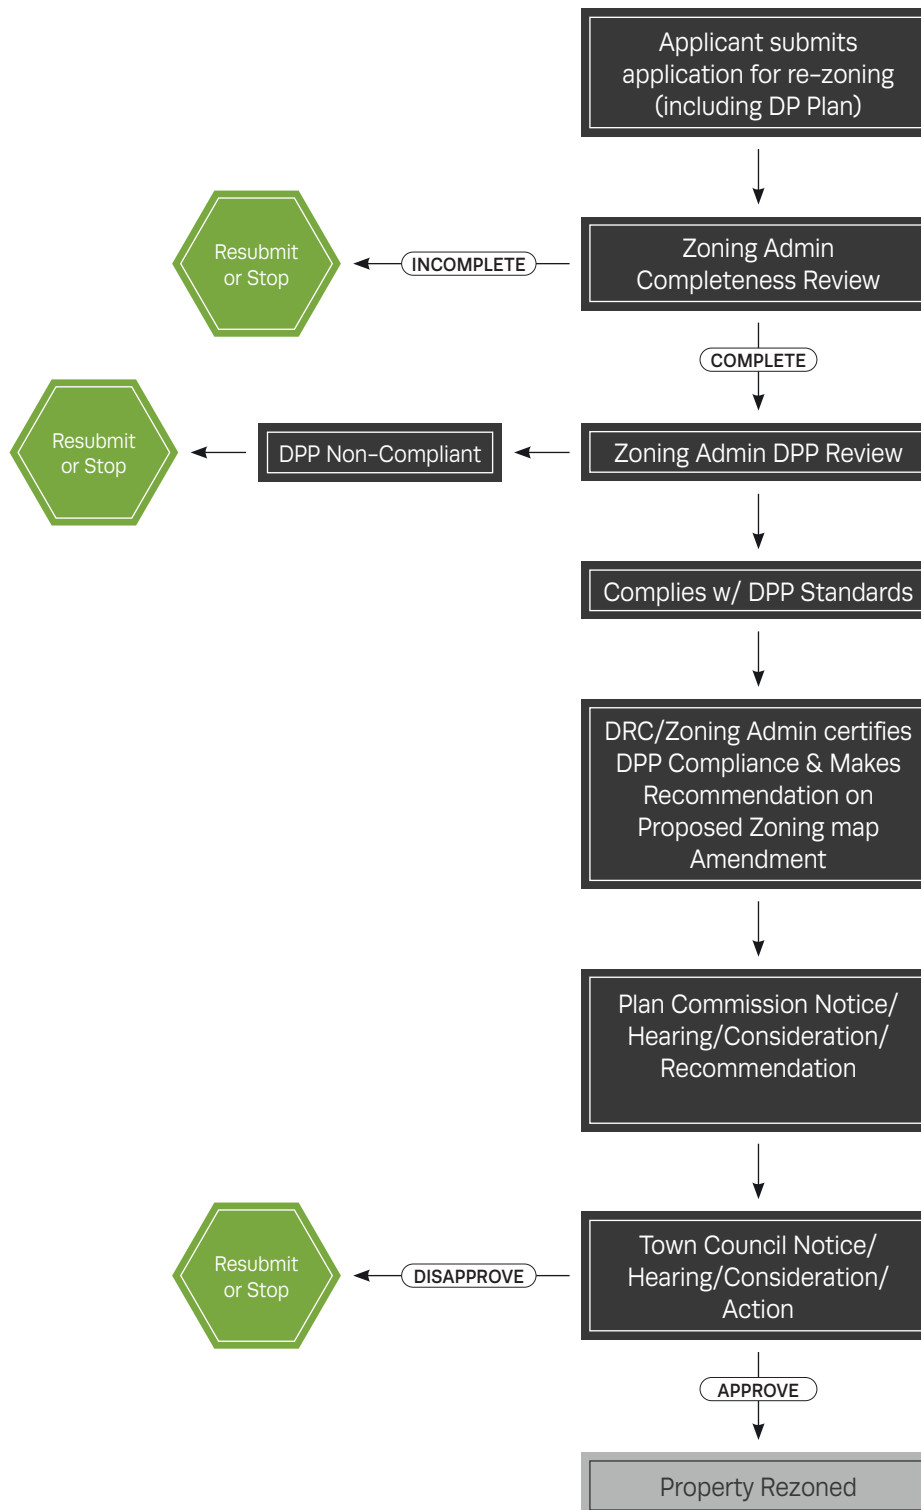 Applicant submits
application for re-zoning
(including DP Plan)
Resubmit
or Stop
INCOMPLETE
Zoning Admin
Completeness Review
COMPLETE
Resubmit
or Stop
DPP Non-Compliant
Zoning Admin DPP Review
Complies w/ DPP Standards
DRC/Zoning Admin certifies
DPP Compliance & Makes
Recommendation on
Proposed Zoning map
Amendment
Plan Commission Notice/
Hearing/Consideration/
Recommendation
Resubmit
or Stop
DISAPPROVE
Town Council Notice/
Hearing/Consideration/
Action
APPROVE
Property Rezoned